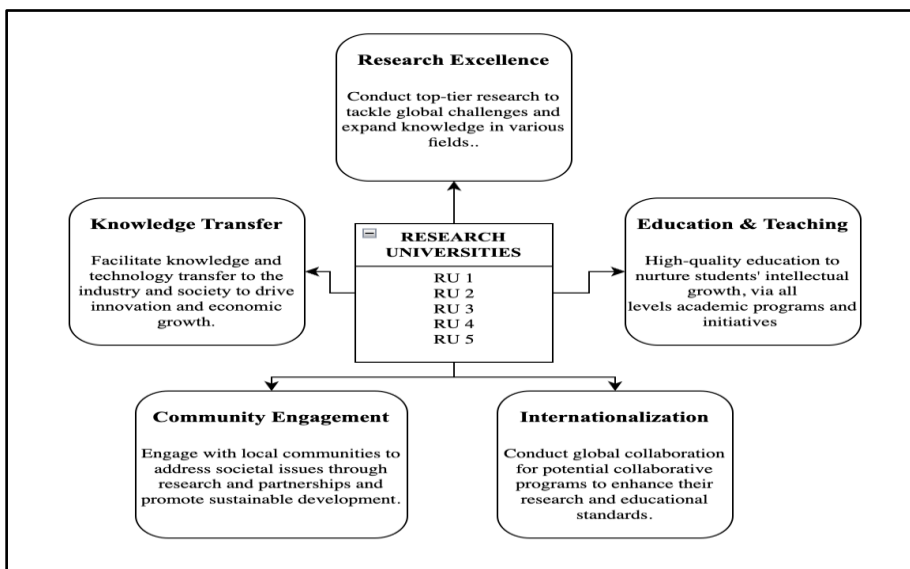 Research Excellence
Conduct top-tier research to
tackle global challenges and
expand knowledge in various
fields..
Knowledge Transfer
Facilitate knowledge and
technology transfer to the
industry and society to drive
innovation and economic
growth.
RESEARCH
UNIVERSITIES
RU 1
RU 2
RU 3
RU 4
RU 5
Education & Teaching
High-quality education to
nurture students' intellectual
growth, via all
levels academic programs and
initiatives
Community Engagement
Engage with local communities to
address societal issues through
research and partnerships and
promote sustainable development.
Internationalization
Conduct global collaboration
for potential collaborative
programs to enhance their
research and educational
standards.